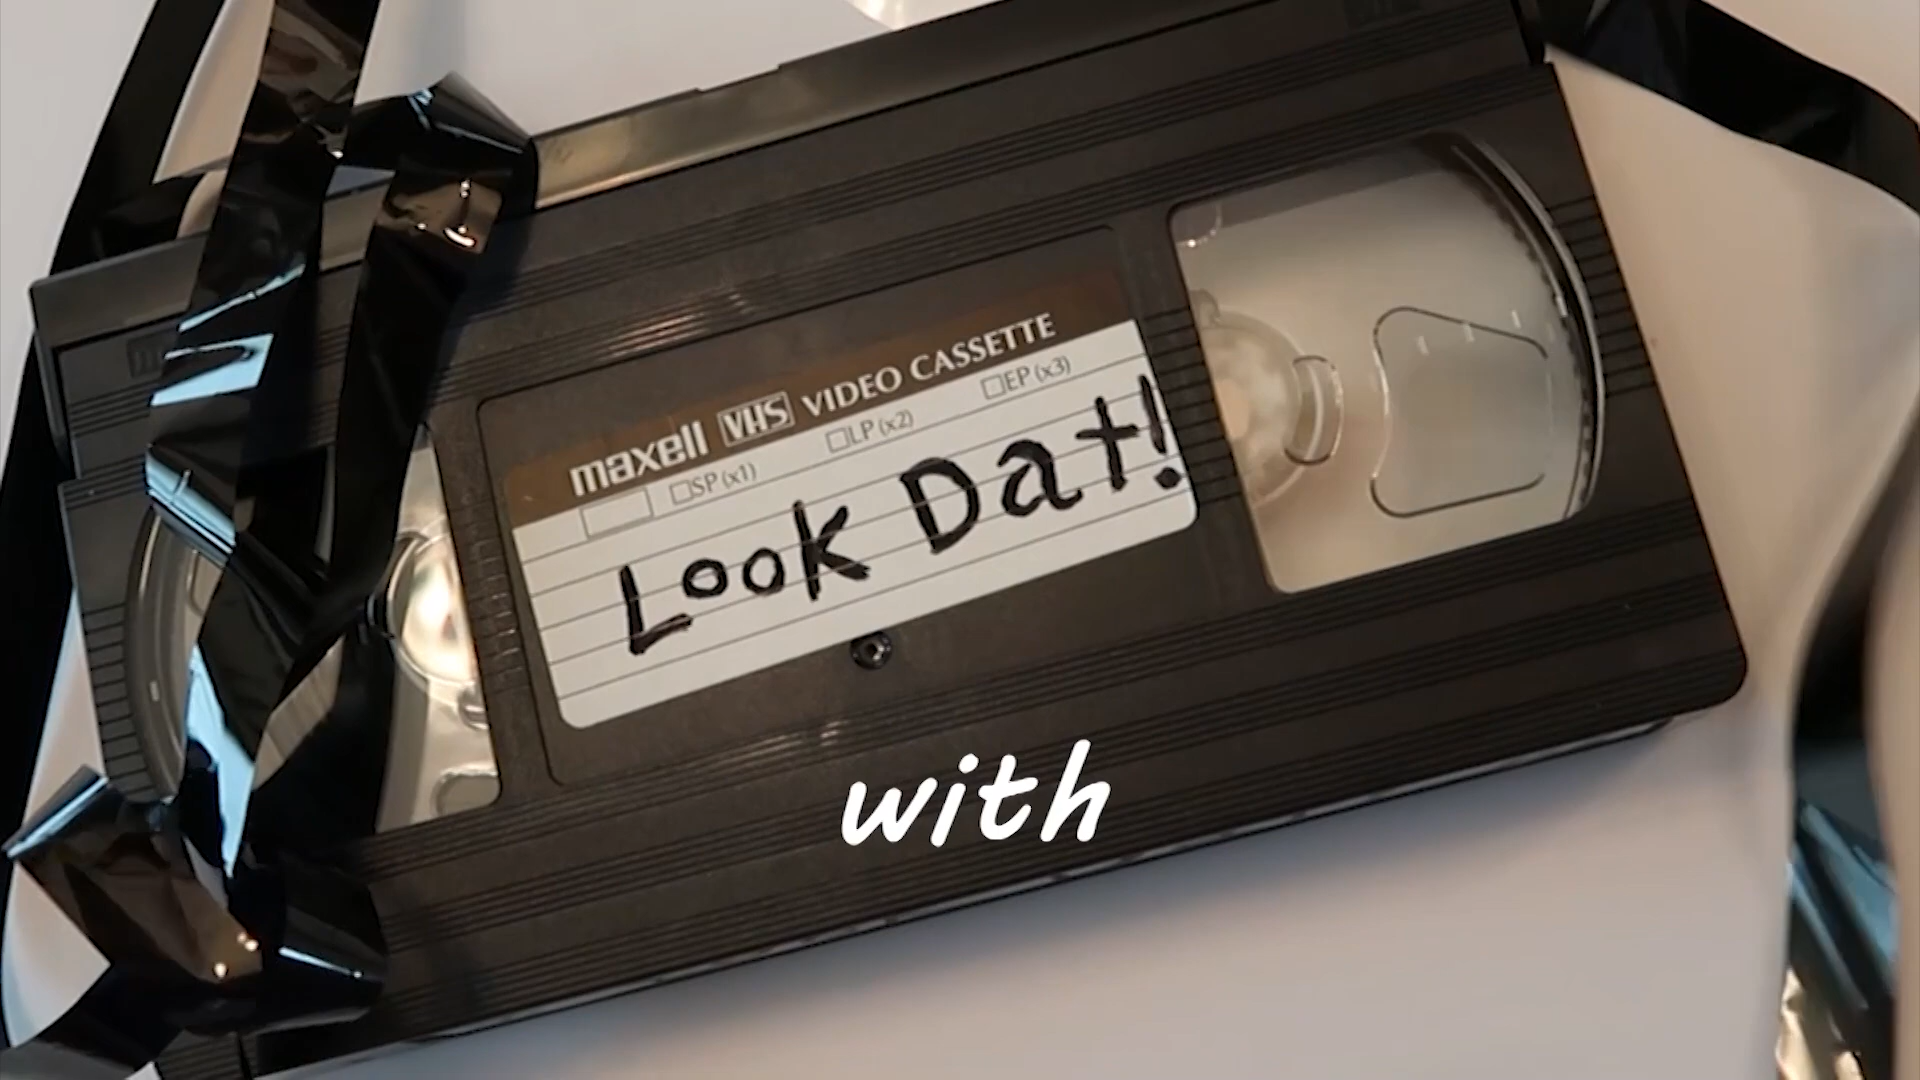 maxell VHS VIDEO CASSETTE
SP (x1) LP (x2) EP (x3)
Look Dat!
with